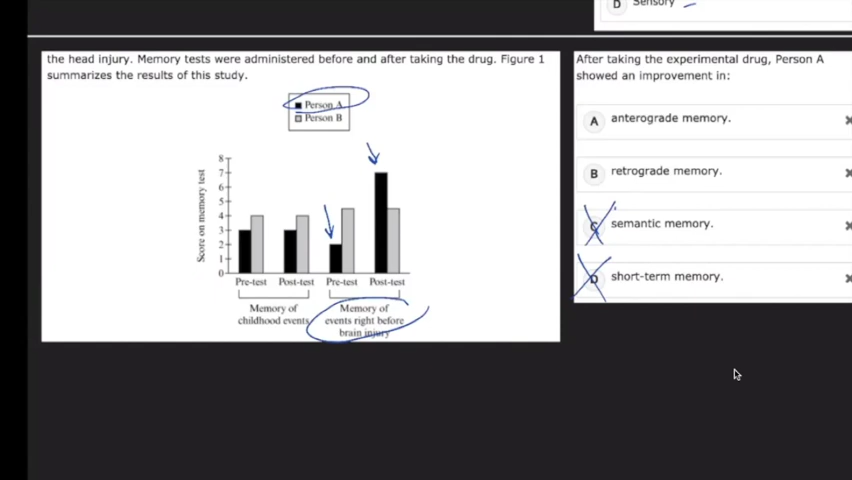 D Sensory
the head injury. Memory tests were administered before and after taking the drug. Figure 1
summarizes the results of this study.
Person A
Person B
Score on memory test
8
7
6
5
4
3
2
1
0
Pre-test Post-test Pre-test Post-test
Memory of
childhood events
Memory of
events right before
brain injury
After taking the experimental drug, Person A
showed an improvement in:
A anterograde memory.
B retrograde memory.
C semantic memory.
D short-term memory.